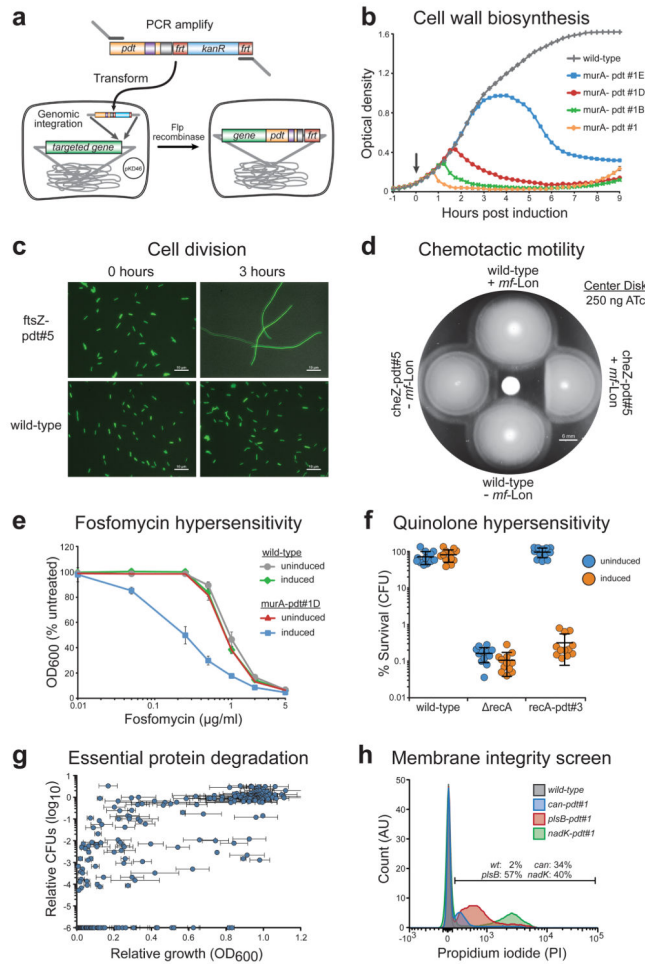 a
PCR amplify
pdt
frt
kanR
frt
Transform
Genomic
integration
targeted gene
pKD46
Flp
recombinase
gene
pdt
frt
b
Cell wall biosynthesis
Optical density
1.6
1.2
0.8
0.4
0
-1 0 1 2 3 4 5 6 7 8 9
Hours post induction
wild-type
murA- pdt #1E
murA- pdt #1D
murA- pdt #1B
murA- pdt #1
c
Cell division
0 hours
3 hours
ftsZ-
pdt#5
wild-type
10 µm
10 µm
10 µm
10 µm
d
Chemotactic motility
wild-type
+ mf-Lon
Center Disk
250 ng ATc
cheZ-pdt#5
- mf-Lon
cheZ-pdt#5
+ mf-Lon
6 mm
wild-type
- mf-Lon
e
Fosfomycin hypersensitivity
OD600 (% untreated)
120
100
80
60
40
20
0
0.01 0.1 1 5
Fosfomycin (µg/ml)
wild-type
uninduced
induced
murA-pdt#1D
uninduced
induced
f
Quinolone hypersensitivity
% Survival (CFU)
100
10
1
0.1
0.01
wild-type ΔrecA recA-pdt#3
uninduced
induced
g
Essential protein degradation
Relative CFUs (log10)
1
0
-1
-2
-3
-4
-5
-6
0.0 0.2 0.4 0.6 0.8 1.0 1.2
Relative growth (OD600)
h
Membrane integrity screen
Count (AU)
50
40
30
20
10
0
-10³ 0 10³ 10⁴ 10⁵
Propidium iodide (PI)
wild-type
can-pdt#1
plsB-pdt#1
nadK-pdt#1
wt: 2% can: 34%
plsB: 57% nadK: 40%